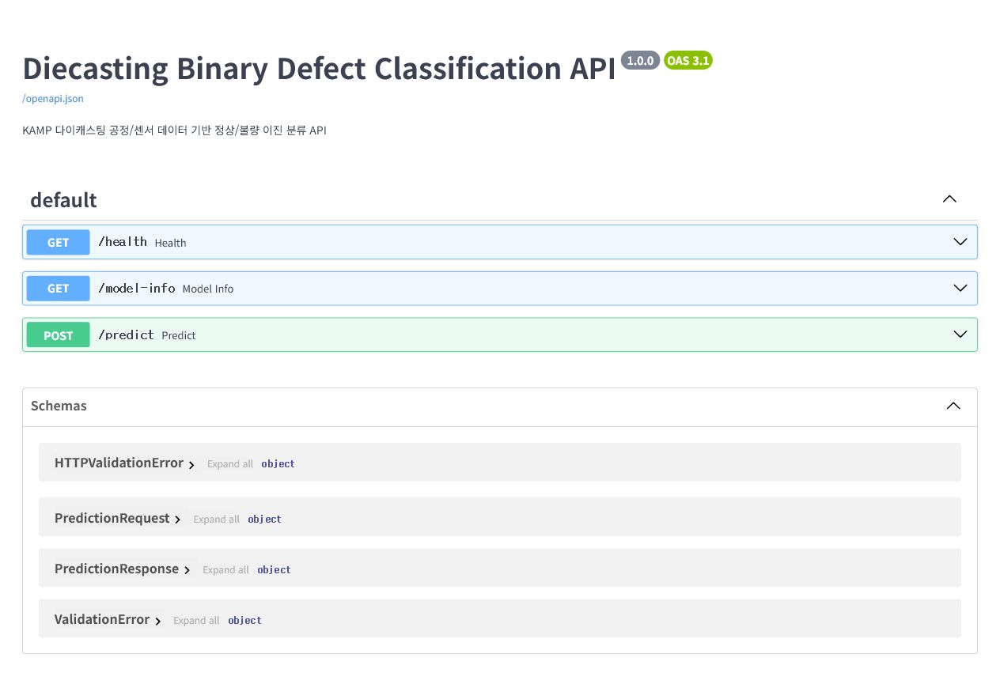 Diecasting Binary Defect Classification API 1.0.0 OAS 3.1
/openapi.json
KAMP 다이캐스팅 공정/센서 데이터 기반 정상/불량 이진 분류 API
default
GET /health Health
GET /model-info Model Info
POST /predict Predict
Schemas
HTTPValidationError Expand all object
PredictionRequest Expand all object
PredictionResponse Expand all object
ValidationError Expand all object